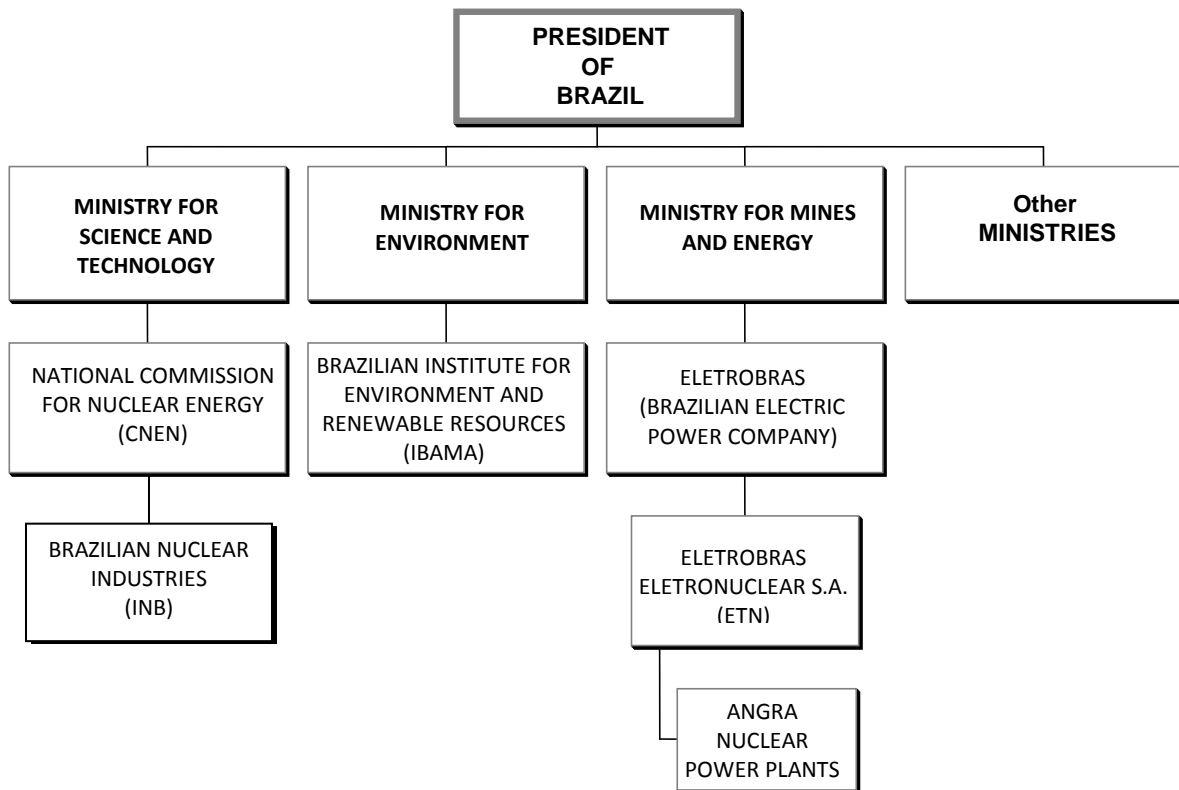 PRESIDENT
OF
BRAZIL
MINISTRY FOR
SCIENCE AND
TECHNOLOGY
MINISTRY FOR
ENVIRONMENT
MINISTRY FOR MINES
AND ENERGY
Other
MINISTRIES
NATIONAL COMMISSION
FOR NUCLEAR ENERGY
(CNEN)
BRAZILIAN INSTITUTE FOR
ENVIRONMENT AND
RENEWABLE RESOURCES
(IBAMA)
ELETROBRAS
(BRAZILIAN ELECTRIC
POWER COMPANY)
BRAZILIAN NUCLEAR
INDUSTRIES
(INB)
ELETROBRAS
ELETRONUCLEAR S.A.
(ETN)
ANGRA
NUCLEAR
POWER PLANTS